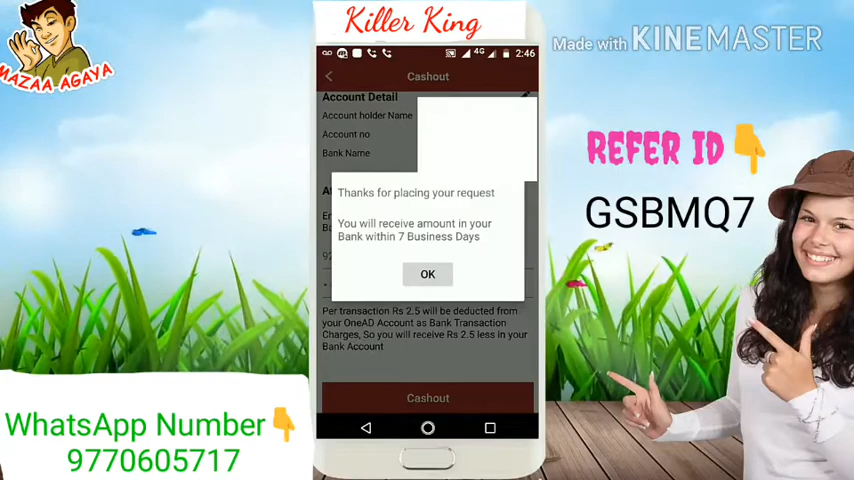 Killer King
Made with KINEMASTER
MAZAA AGAYA
4G 2:46
Cashout
Account Detail
Account holder Name
Account no
Bank Name
Thanks for placing your request
You will receive amount in your
Bank within 7 Business Days
OK
Per transaction Rs 2.5 will be deducted from
your OneAD Account as Bank Transaction
Charges, So you will receive Rs 2.5 less in your
Bank Account
Cashout
REFER ID👇
GSBMQ7
WhatsApp Number👇
9770605717